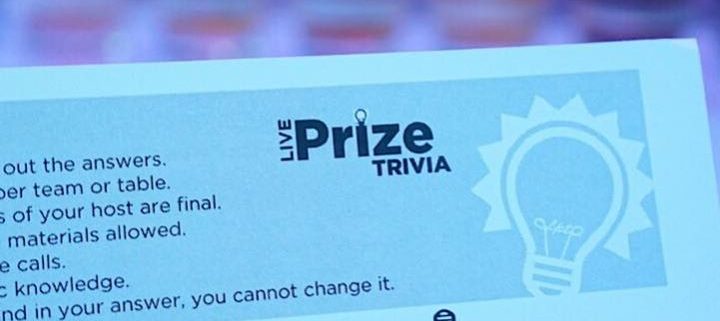 LIVE Prize
TRIVIA
out the answers.
per team or table.
s of your host are final.
materials allowed.
e calls.
c knowledge.
nd in your answer, you cannot change it.